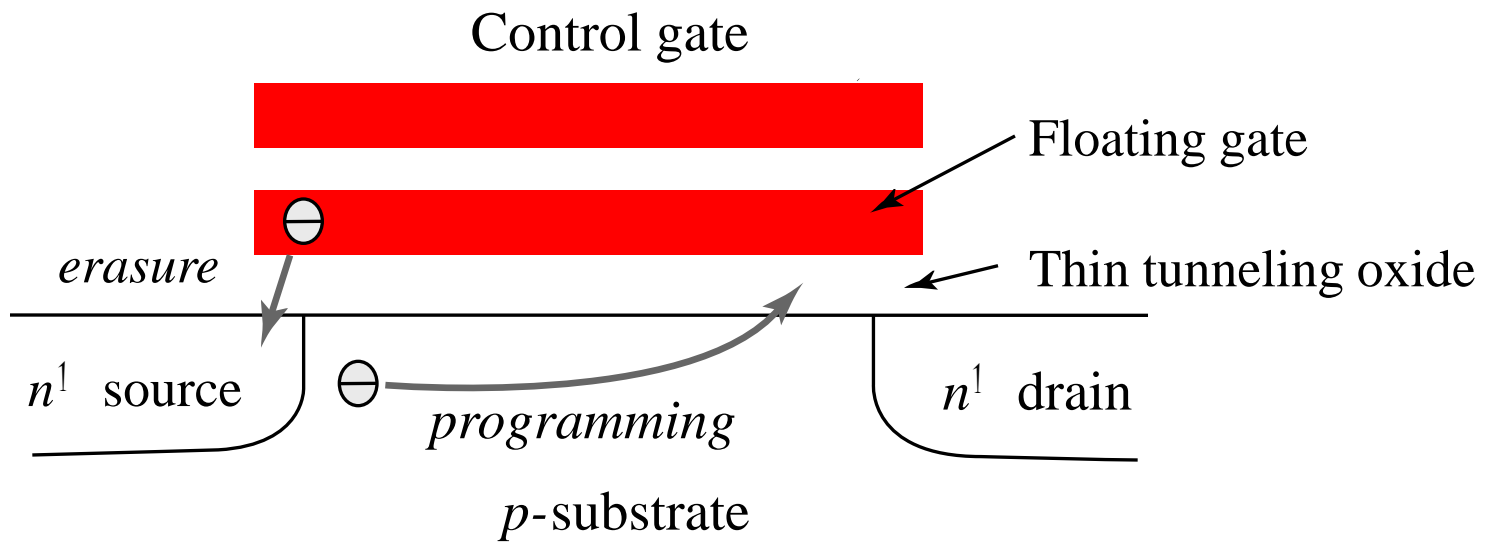 Control gate
Floating gate
erasure
Thin tunneling oxide
n¹ source
n¹ drain
programming
p-substrate